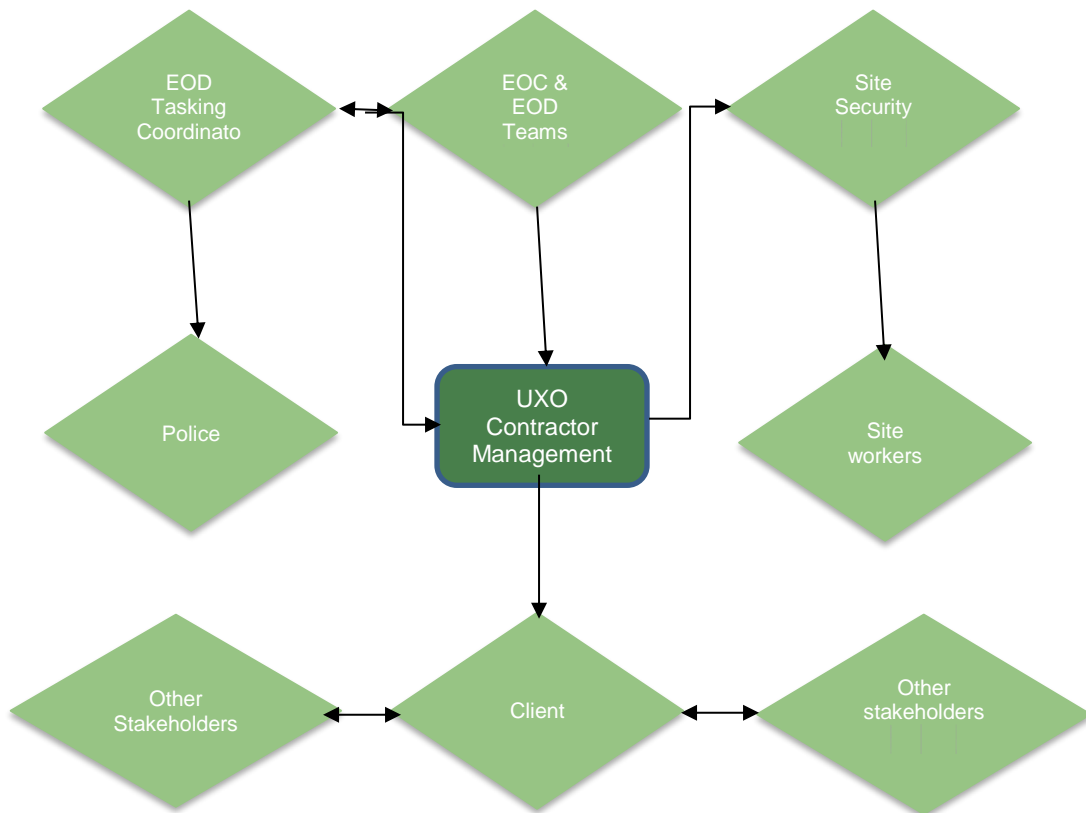 EOD
Tasking
Coordinato
EOC &
EOD
Teams
Site
Security
Police
UXO
Contractor
Management
Site
workers
Other
Stakeholders
Client
Other
stakeholders